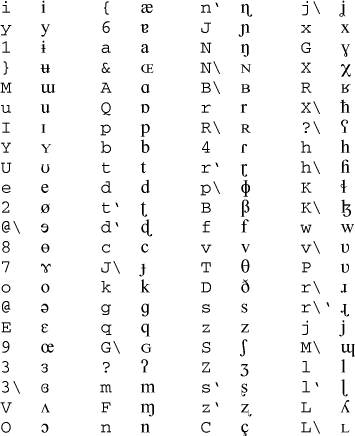 i i { æ n` ɳ j\ ʝ
y y 6 ɐ J ɲ x x
1 ɨ a a N ŋ G ɣ
} ʉ & ɶ N\ ɴ X χ
M ɯ A ɑ B\ ʙ R ʁ
u u Q ɒ r r X\ ħ
I ɪ p p R\ ʀ ?\ ʕ
Y ʏ b b 4 ɾ h h
U ʊ t t r` ɽ h\ ɦ
e e d d p\ ɸ K ɬ
2 ø t` ʈ B β K\ ɮ
@\ ɘ d` ɖ f f w w
8 ɵ c c v v v\ ʋ
7 ɤ J\ ɟ T θ P ʋ
o o k k D ð r\ ɹ
@ ə g ɡ s s r\` ɻ
E ɛ q q z z j j
9 œ G\ ɢ S ʃ M\ ɰ
3 ɜ ? ʔ Z ʒ l l
3\ ɞ m m s` ʂ l` ɭ
V ʌ F ɱ z` ʐ L ʎ
O ɔ n n C ç L\ ʟ